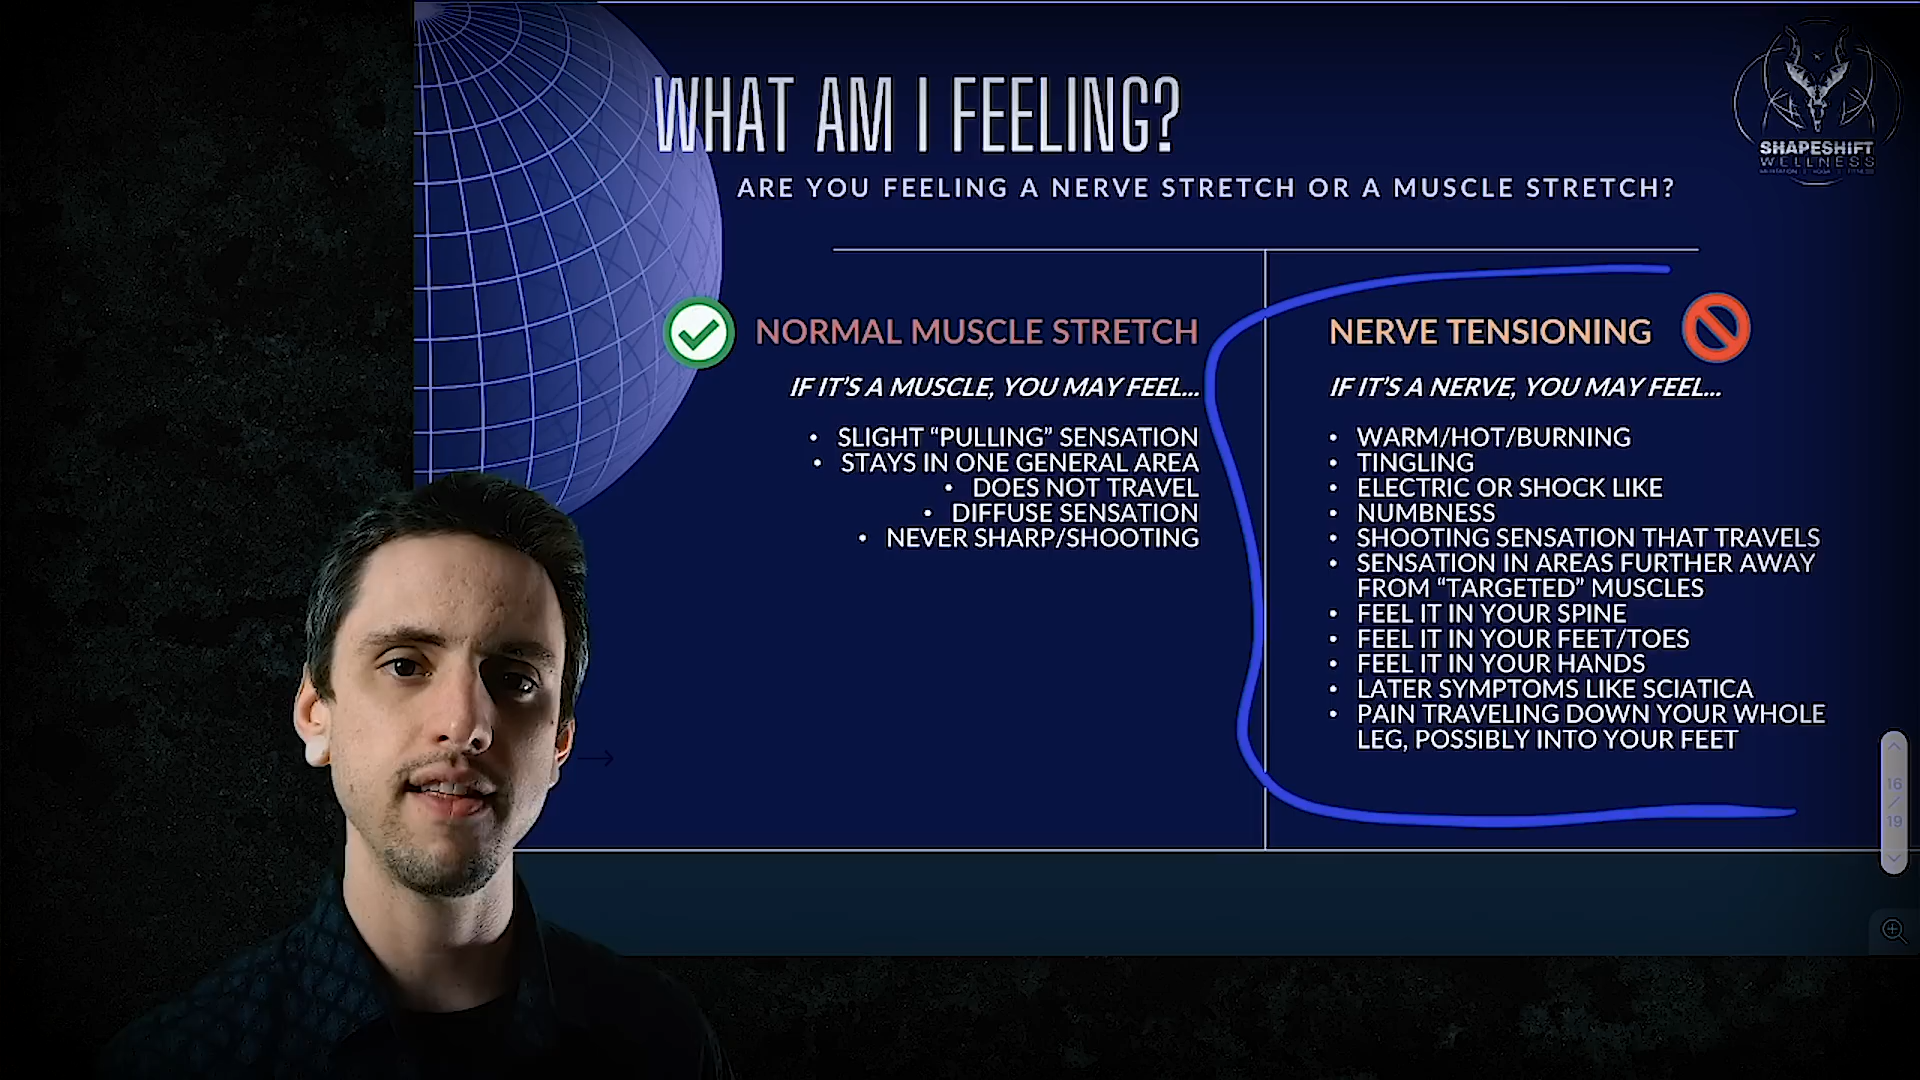 WHAT AM I FEELING?
ARE YOU FEELING A NERVE STRETCH OR A MUSCLE STRETCH?
SHAPESHIFT
WELLNESS
NORMAL MUSCLE STRETCH
IF IT'S A MUSCLE, YOU MAY FEEL...
• SLIGHT “PULLING” SENSATION
• STAYS IN ONE GENERAL AREA
• DOES NOT TRAVEL
• DIFFUSE SENSATION
• NEVER SHARP/SHOOTING
NERVE TENSIONING
IF IT'S A NERVE, YOU MAY FEEL...
• WARM/HOT/BURNING
• TINGLING
• ELECTRIC OR SHOCK LIKE
• NUMBNESS
• SHOOTING SENSATION THAT TRAVELS
• SENSATION IN AREAS FURTHER AWAY
FROM “TARGETED” MUSCLES
• FEEL IT IN YOUR SPINE
• FEEL IT IN YOUR FEET/TOES
• FEEL IT IN YOUR HANDS
• LATER SYMPTOMS LIKE SCIATICA
• PAIN TRAVELING DOWN YOUR WHOLE
LEG, POSSIBLY INTO YOUR FEET
16
/
19